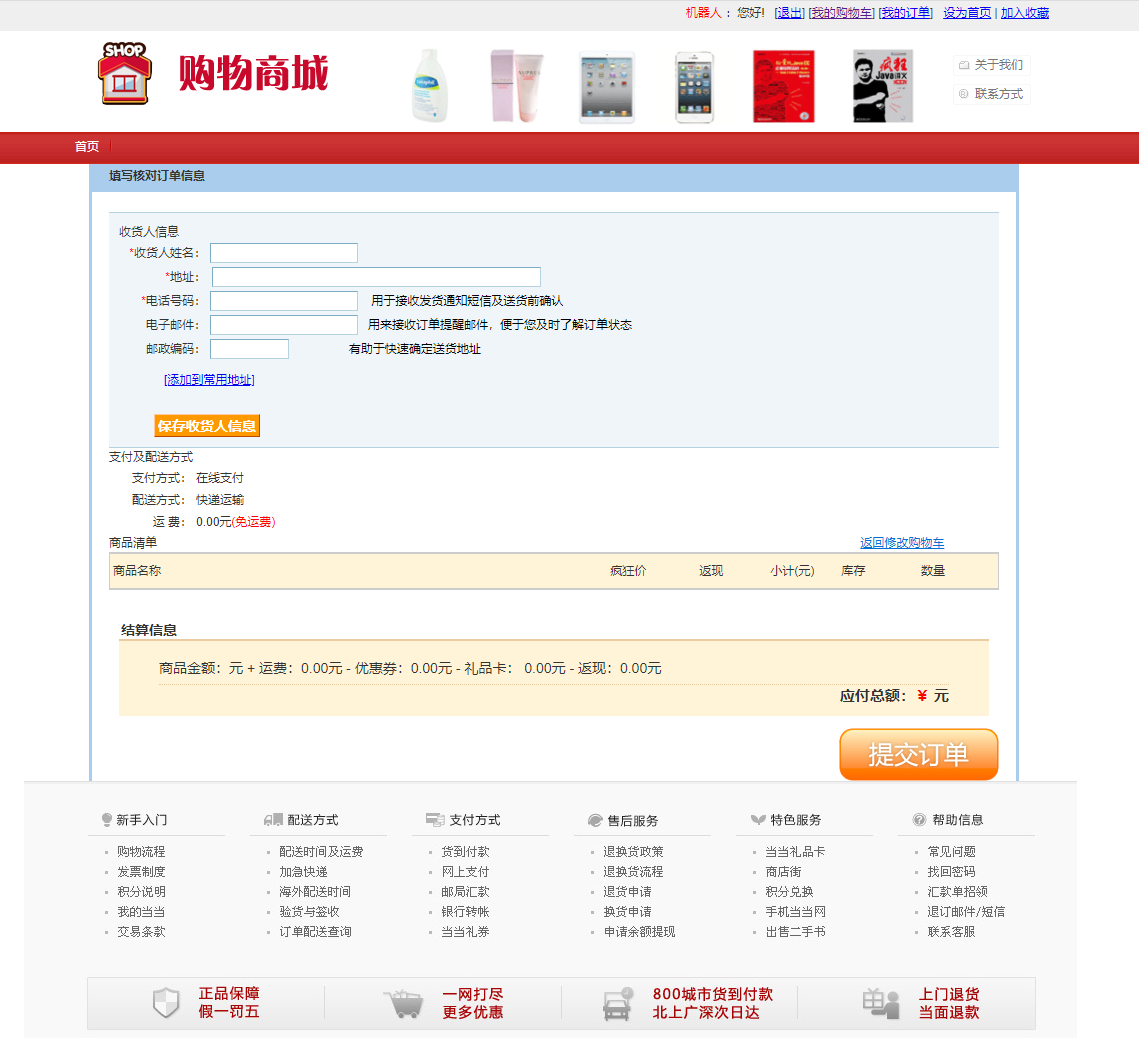 机器人 ：您好! [退出] [我的购物车] [我的订单] 设为首页 | 加入收藏
SHOP
购物商城
疯狂
Java讲义
关于我们
联系方式
首页
填写核对订单信息
收货人信息
*收货人姓名：
*地址：
*电话号码： 用于接收发货通知短信及送货前确认
电子邮件： 用来接收订单提醒邮件，便于您及时了解订单状态
邮政编码： 有助于快速确定送货地址
[添加到常用地址]
保存收货人信息
支付及配送方式
支付方式： 在线支付
配送方式： 快递运输
运 费： 0.00元(免运费)
商品清单 返回修改购物车
商品名称 疯狂价 返现 小计(元) 库存 数量
结算信息
商品金额：元 + 运费：0.00元 - 优惠券：0.00元 - 礼品卡： 0.00元 - 返现：0.00元
应付总额：￥ 元
提交订单
新手入门 配送方式 支付方式 售后服务 特色服务 帮助信息
购物流程 配送时间及运费 货到付款 退换货政策 当当礼品卡 常见问题
发票制度 加急快递 网上支付 退换货流程 商店街 找回密码
积分说明 海外配送时间 邮局汇款 退货申请 积分兑换 汇款单招领
我的当当 验货与签收 银行转帐 换货申请 手机当当网 退订邮件/短信
交易条款 订单配送查询 当当礼券 申请余额提现 出售二手书 联系客服
正品保障 一网打尽 800城市货到付款 上门退货
假一罚五 更多优惠 北上广深次日达 当面退款